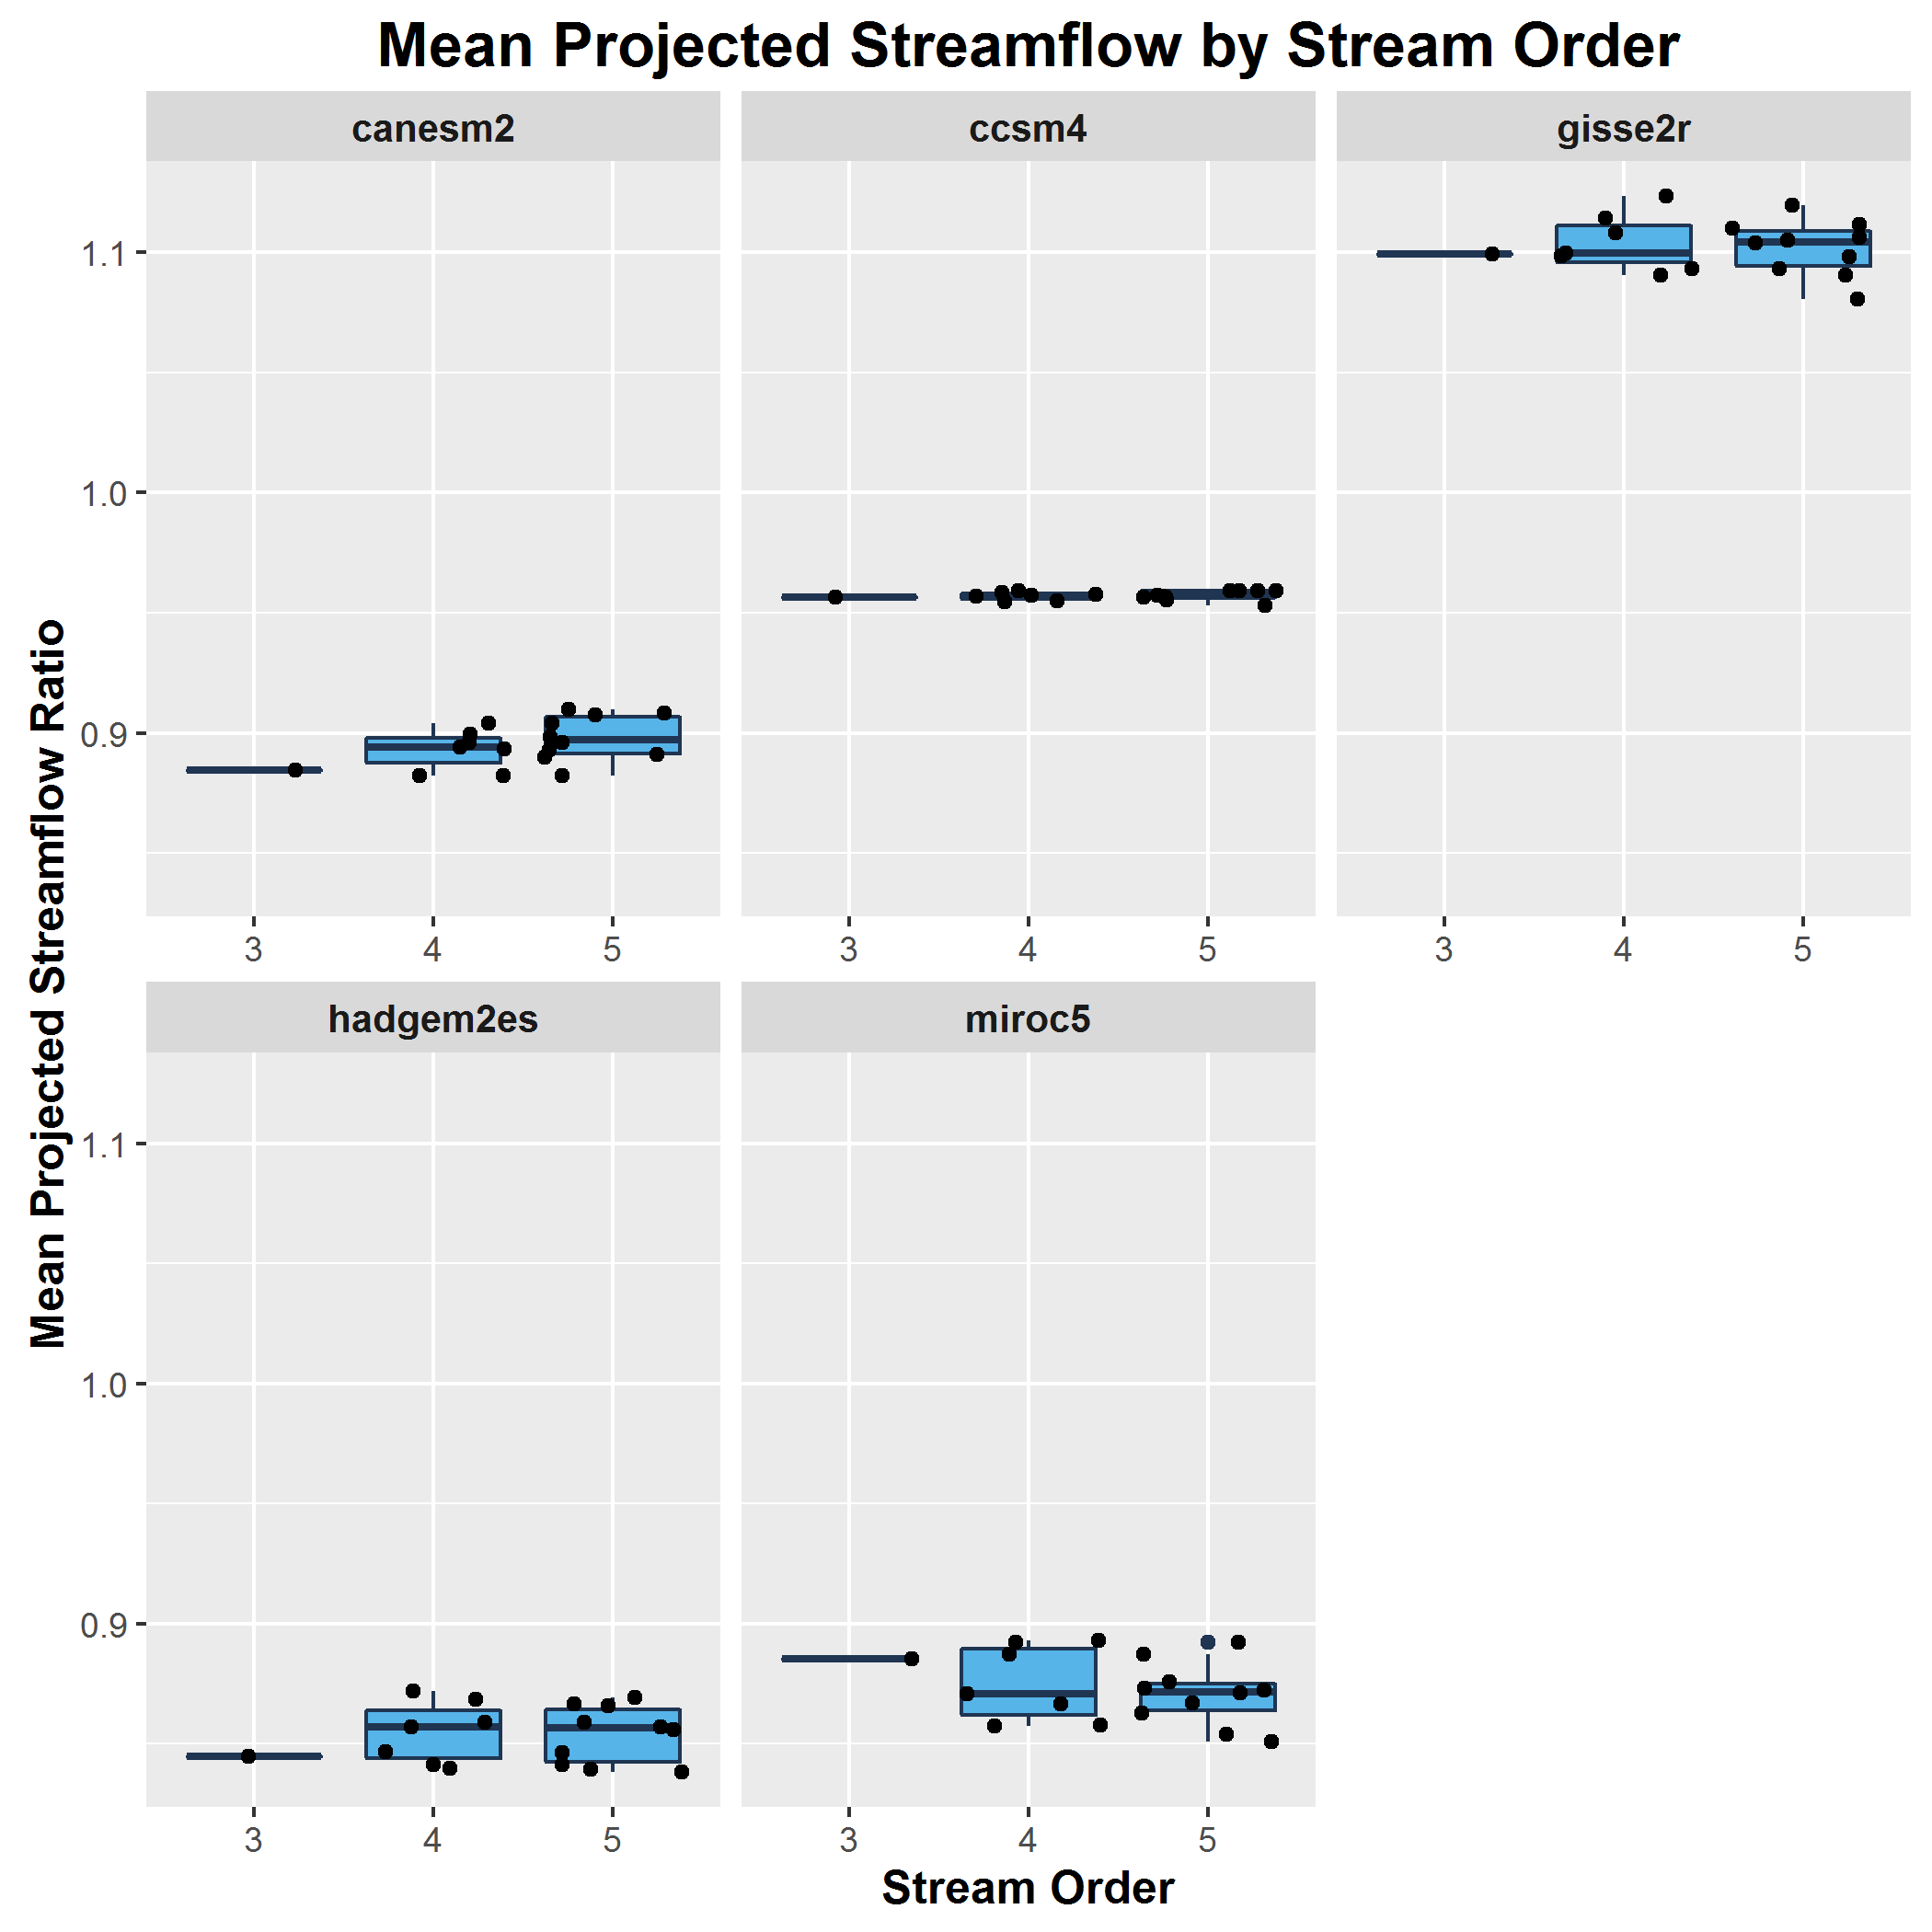 Mean Projected Streamflow by Stream Order
canesm2
ccsm4
gisse2r
1.1
1.0
0.9
3 4 5
3 4 5
3 4 5
Mean Projected Streamflow Ratio
hadgem2es
miroc5
1.1
1.0
0.9
3 4 5
3 4 5
Stream Order